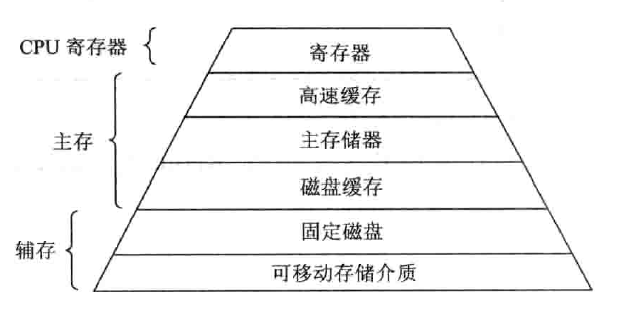 CPU 寄存器
寄存器
高速缓存
主存
主存储器
磁盘缓存
辅存
固定磁盘
可移动存储介质